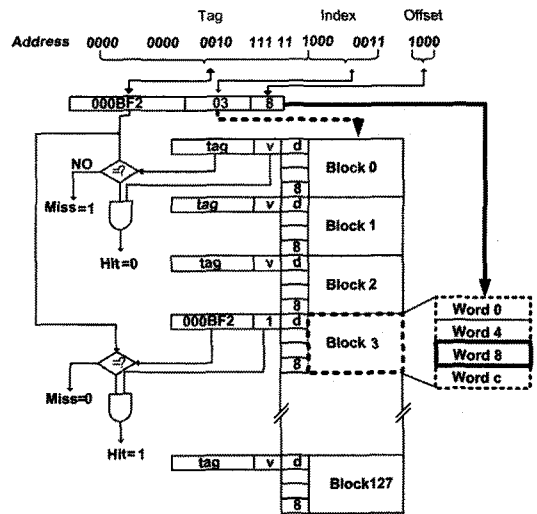 Tag Index Offset
Address 0000 0000 0010 111 11 1000 0011 1000
000BF2 03 8
tag v d
NO =? Block 0
8
Miss=1
tag v d
Block 1
8
Hit=0
tag v d
Block 2
8
Word 0
000BF2 1 d
Word 4
Block 3
=? Word 8
8
Miss=0 Word c
Hit=1
tag v d
Block127
8